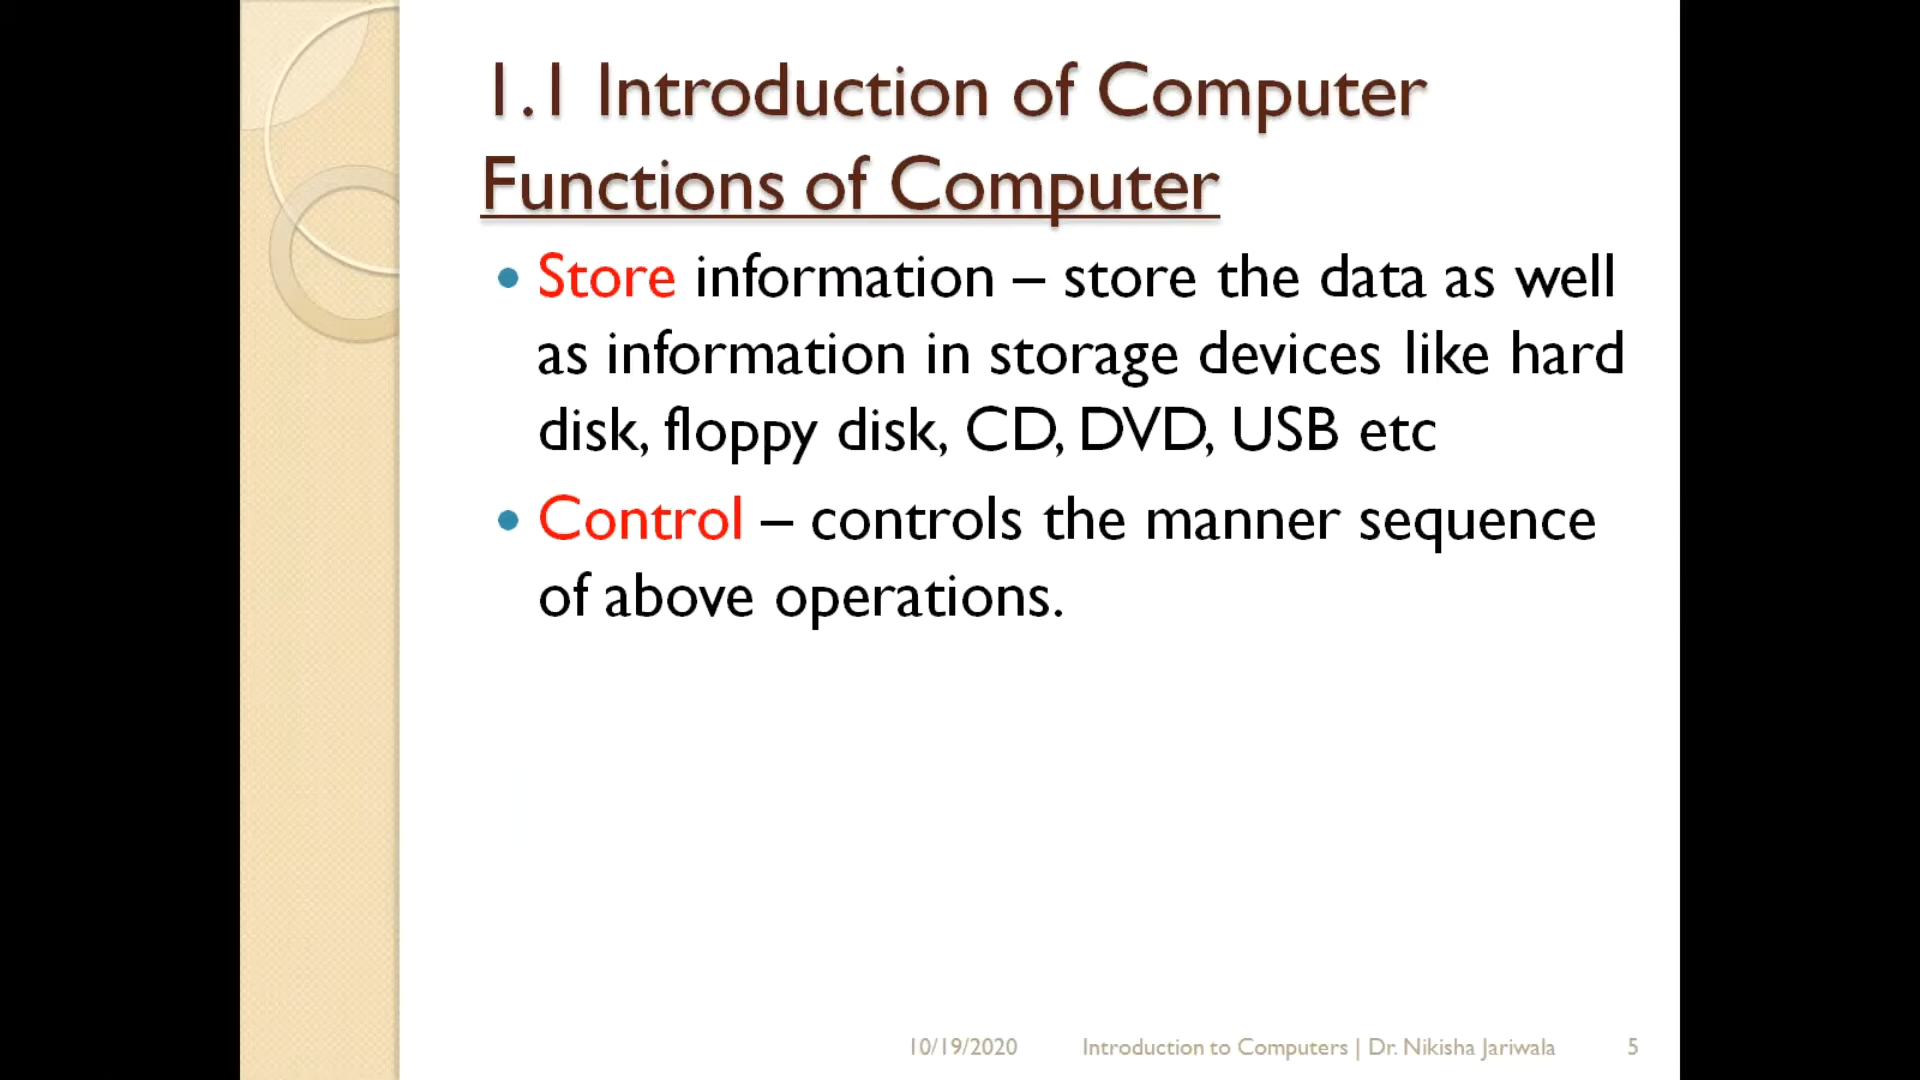 1.1 Introduction of Computer
Functions of Computer
• Store information – store the data as well
as information in storage devices like hard
disk, floppy disk, CD, DVD, USB etc
• Control – controls the manner sequence
of above operations.
10/19/2020 Introduction to Computers | Dr. Nikisha Jariwala 5